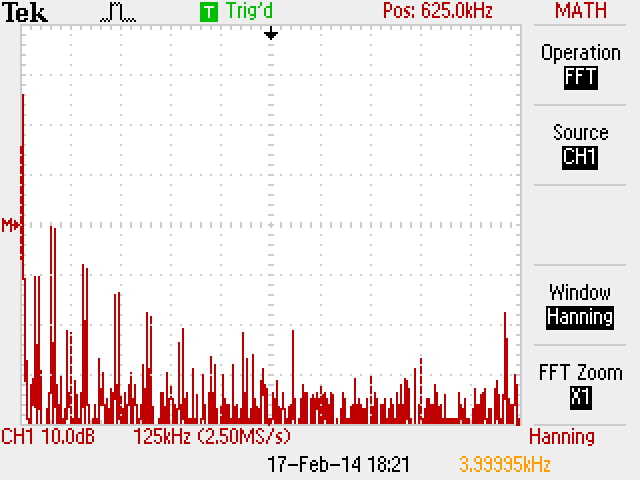 Tek T Trig'd Pos: 625.0kHz MATH
Operation
FFT
Source
CH1
M
Window
Hanning
FFT Zoom
X1
CH1 10.0dB 125kHz (2.50MS/s) Hanning
17-Feb-14 18:21 3.99995kHz